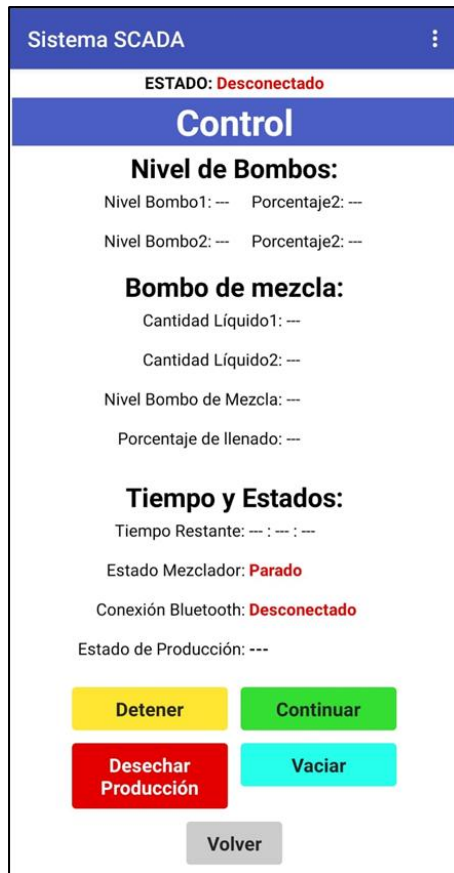 Sistema SCADA
ESTADO: Desconectado
Control
Nivel de Bombos:
Nivel Bombo1: --- Porcentaje2: ---
Nivel Bombo2: --- Porcentaje2: ---
Bombo de mezcla:
Cantidad Líquido1: ---
Cantidad Líquido2: ---
Nivel Bombo de Mezcla: ---
Porcentaje de llenado: ---
Tiempo y Estados:
Tiempo Restante: --- : --- : ---
Estado Mezclador: Parado
Conexión Bluetooth: Desconectado
Estado de Producción: ---
Detener Continuar
Desechar
Producción
Vaciar
Volver